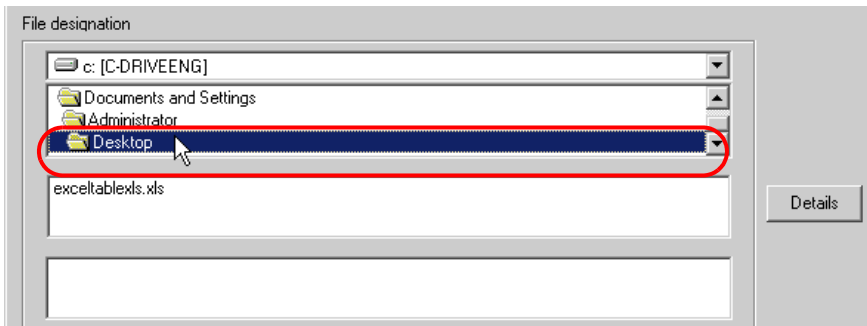 File designation
c: [C-DRIVEENG]
Documents and Settings
Administrator
Desktop
exceltablexls.xls
Details